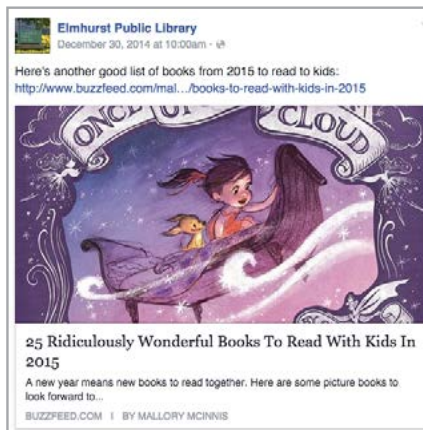 Elmhurst Public Library
December 30, 2014 at 10:00am ·
Here's another good list of books from 2015 to read to kids:
http://www.buzzfeed.com/mal.../books-to-read-with-kids-in-2015
ONCE UPON A
CLOUD
25 Ridiculously Wonderful Books To Read With Kids In
2015
A new year means new books to read together. Here are some picture books to
look forward to...
BUZZFEED.COM | BY MALLORY MCINNIS